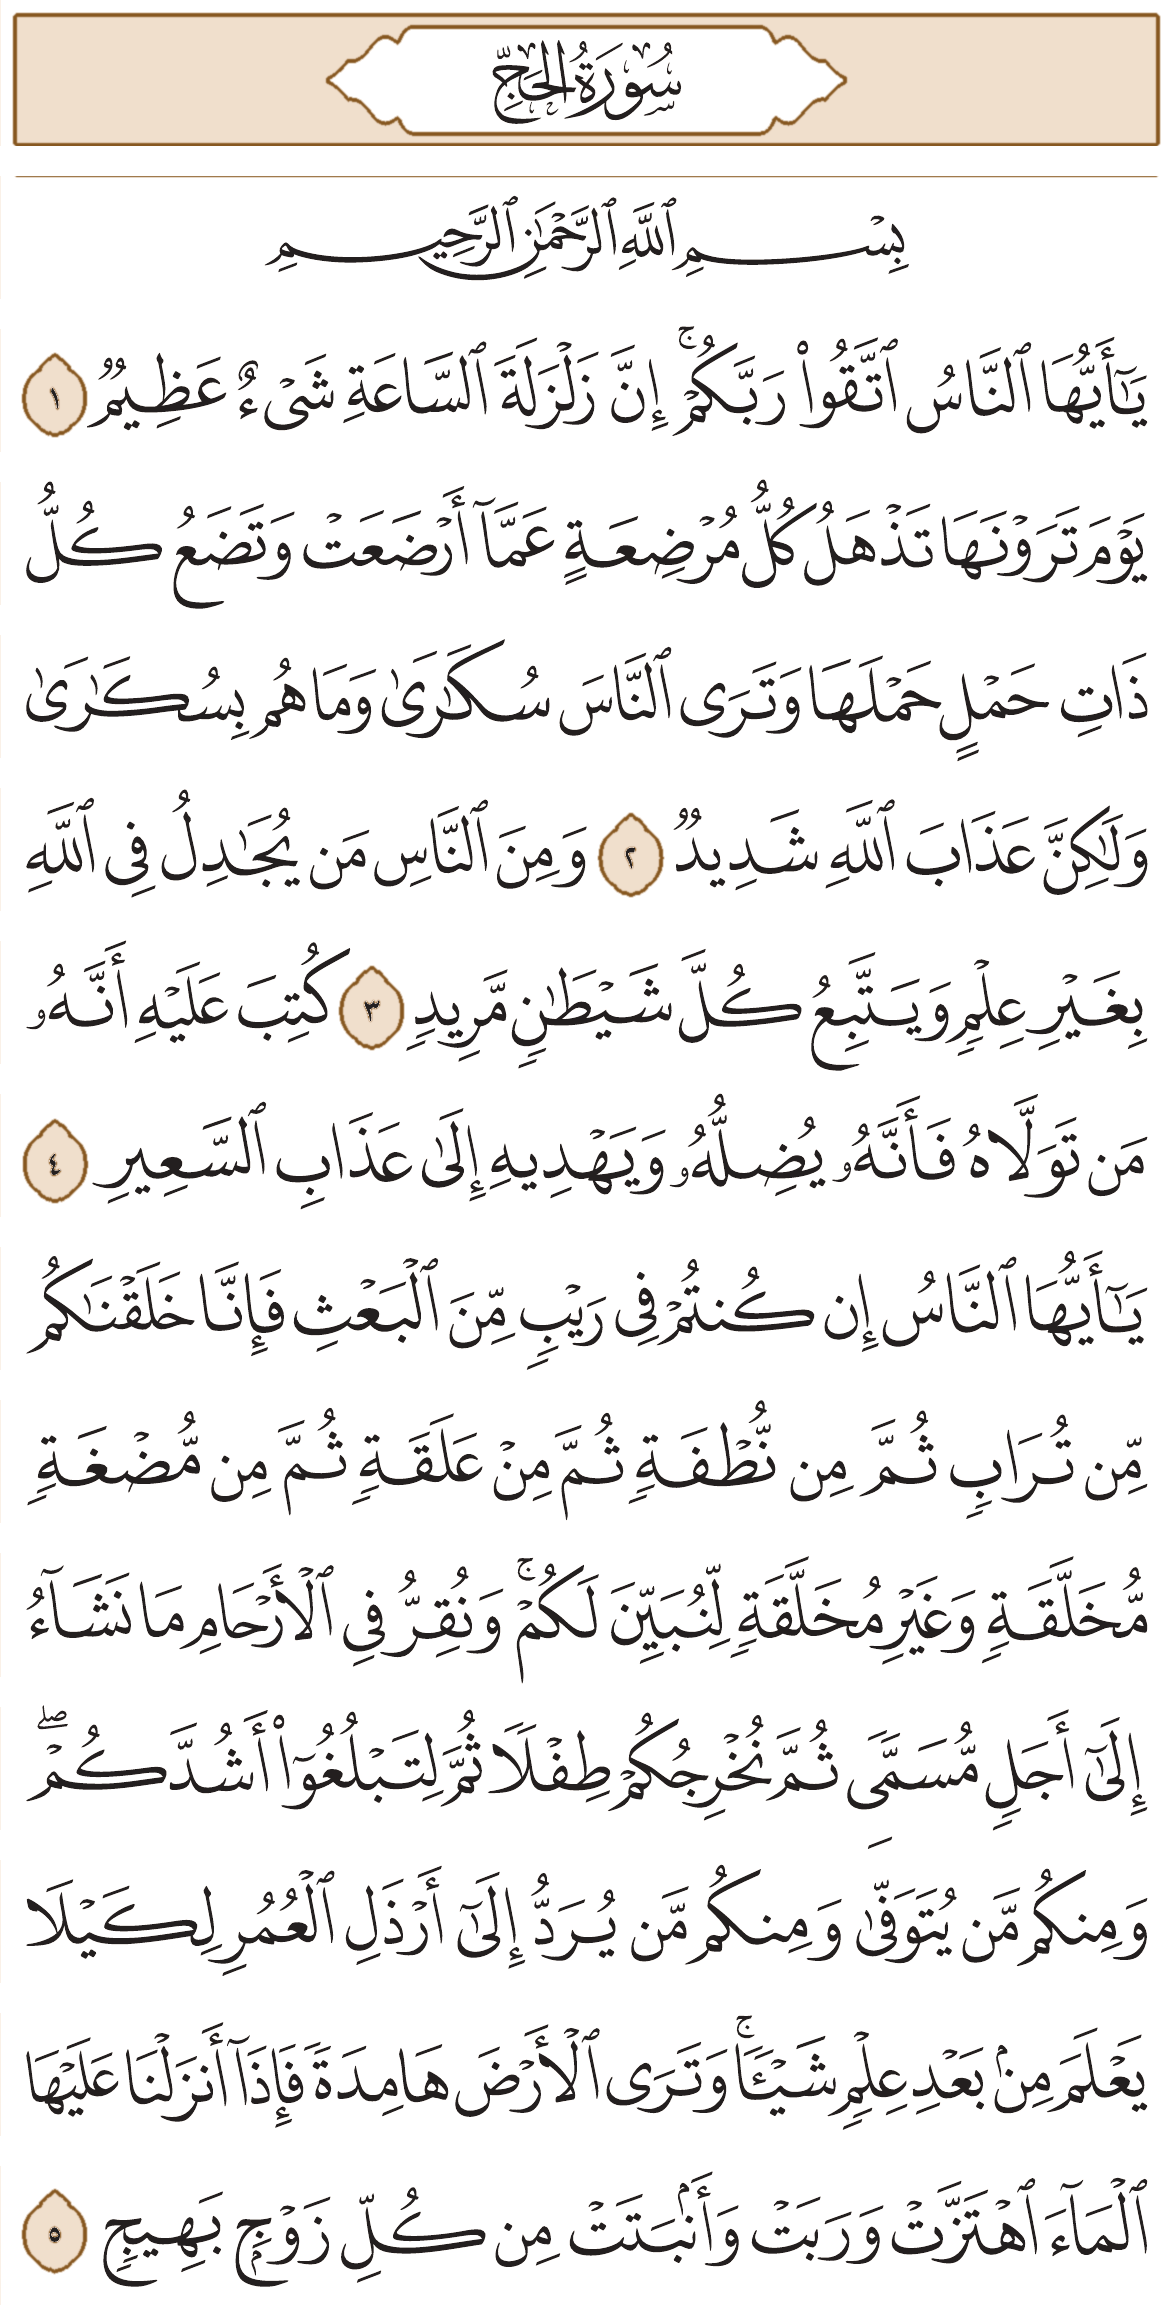 سُورَةُ الحَجِّ
بِسْمِ ٱللَّهِ ٱلرَّحْمَٰنِ ٱلرَّحِيمِ
يَٰٓأَيُّهَا ٱلنَّاسُ ٱتَّقُوا۟ رَبَّكُمْ ۚ إِنَّ زَلْزَلَةَ ٱلسَّاعَةِ شَىْءٌ عَظِيمٌ ١
يَوْمَ تَرَوْنَهَا تَذْهَلُ كُلُّ مُرْضِعَةٍ عَمَّآ أَرْضَعَتْ وَتَضَعُ كُلُّ
ذَاتِ حَمْلٍ حَمْلَهَا وَتَرَى ٱلنَّاسَ سُكَٰرَىٰ وَمَا هُم بِسُكَٰرَىٰ
وَلَٰكِنَّ عَذَابَ ٱللَّهِ شَدِيدٌ ٢ وَمِنَ ٱلنَّاسِ مَن يُجَٰدِلُ فِى ٱللَّهِ
بِغَيْرِ عِلْمٍ وَيَتَّبِعُ كُلَّ شَيْطَٰنٍ مَّرِيدٍ ٣ كُتِبَ عَلَيْهِ أَنَّهُۥ
مَن تَوَلَّاهُ فَأَنَّهُۥ يُضِلُّهُۥ وَيَهْدِيهِ إِلَىٰ عَذَابِ ٱلسَّعِيرِ ٤
يَٰٓأَيُّهَا ٱلنَّاسُ إِن كُنتُمْ فِى رَيْبٍ مِّنَ ٱلْبَعْثِ فَإِنَّا خَلَقْنَٰكُم
مِّن تُرَابٍ ثُمَّ مِن نُّطْفَةٍ ثُمَّ مِنْ عَلَقَةٍ ثُمَّ مِن مُّضْغَةٍ
مُّخَلَّقَةٍ وَغَيْرِ مُخَلَّقَةٍ لِّنُبَيِّنَ لَكُمْ ۚ وَنُقِرُّ فِى ٱلْأَرْحَامِ مَا نَشَآءُ
إِلَىٰٓ أَجَلٍ مُّسَمًّى ثُمَّ نُخْرِجُكُمْ طِفْلًا ثُمَّ لِتَبْلُغُوٓا۟ أَشُدَّكُمْ ۖ
وَمِنكُم مَّن يُتَوَفَّىٰ وَمِنكُم مَّن يُرَدُّ إِلَىٰٓ أَرْذَلِ ٱلْعُمُرِ لِكَيْلَا
يَعْلَمَ مِنۢ بَعْدِ عِلْمٍ شَيْـًٔا ۚ وَتَرَى ٱلْأَرْضَ هَامِدَةً فَإِذَآ أَنزَلْنَا عَلَيْهَا
ٱلْمَآءَ ٱهْتَزَّتْ وَرَبَتْ وَأَنۢبَتَتْ مِن كُلِّ زَوْجٍۭ بَهِيجٍ ٥